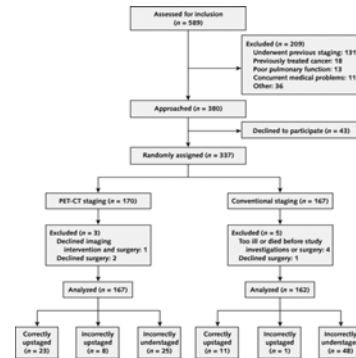 Assessed for inclusion
(n = 589)
Excluded (n = 209)
Underwent previous staging: 131
Previously treated cancer: 18
Poor pulmonary function: 13
Concurrent medical problems: 11
Other: 36
Approached (n = 380)
Declined to participate (n = 43)
Randomly assigned (n = 337)
PET-CT staging (n = 170)
Conventional staging (n = 167)
Excluded (n = 3)
Declined imaging
intervention and surgery: 1
Declined surgery: 2
Excluded (n = 5)
Too ill or died before study
investigations or surgery: 4
Declined surgery: 1
Analyzed (n = 167)
Analyzed (n = 162)
Correctly
upstaged
(n = 23)
Incorrectly
upstaged
(n = 8)
Incorrectly
understaged
(n = 25)
Correctly
upstaged
(n = 11)
Incorrectly
upstaged
(n = 1)
Incorrectly
understaged
(n = 48)